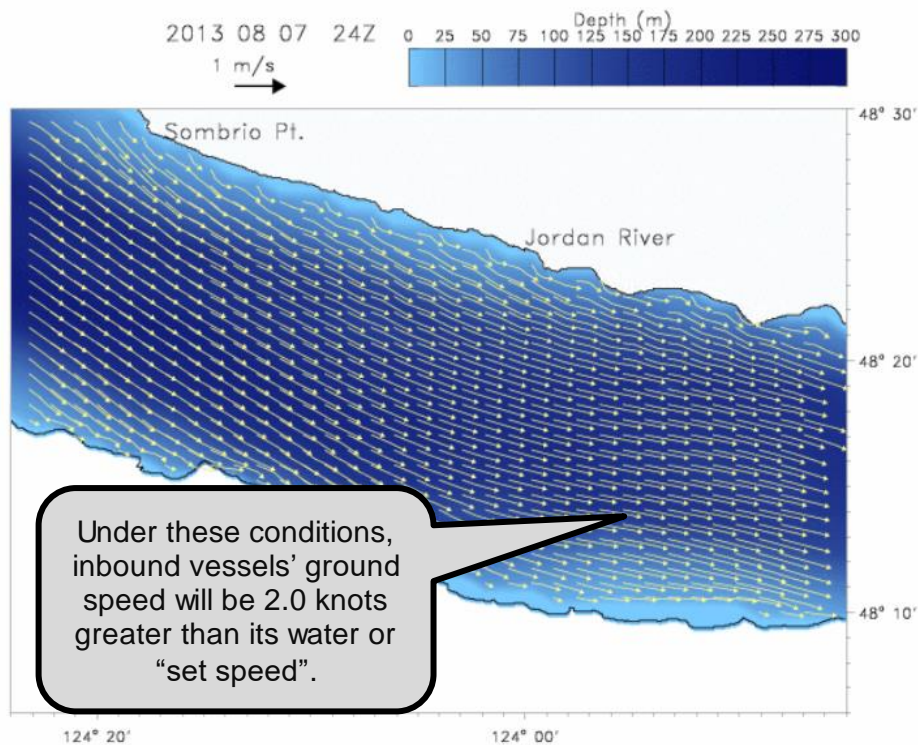 2013 08 07 24Z
1 m/s
Depth (m)
0 25 50 75 100 125 150 175 200 225 250 275 300
Sombrio Pt.
Jordan River
48° 30'
48° 20'
48° 10'
Under these conditions,
inbound vessels’ ground
speed will be 2.0 knots
greater than its water or
“set speed”.
124° 20'
124° 00'